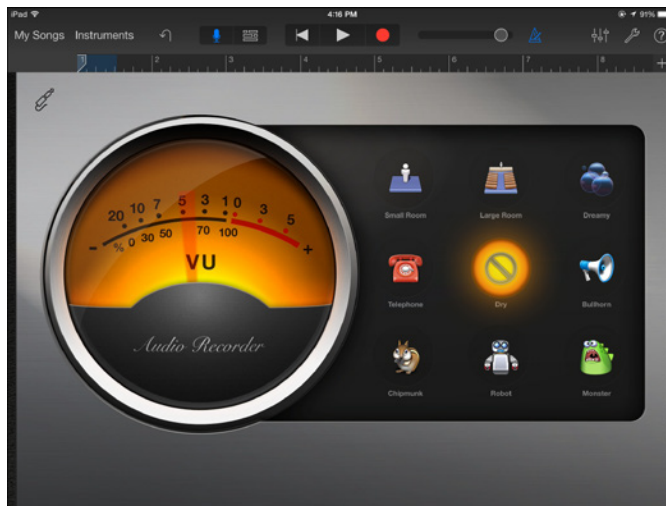 iPad 4:16 PM 91%
My Songs Instruments
1 2 3 4 5 6 7 8 +
20 10 7 5 3 1 0 3 5
- % 0 30 50 70 100 +
VU
Audio Recorder
Small Room Large Room Dreamy
Telephone Dry Bullhorn
Chipmunk Robot Monster